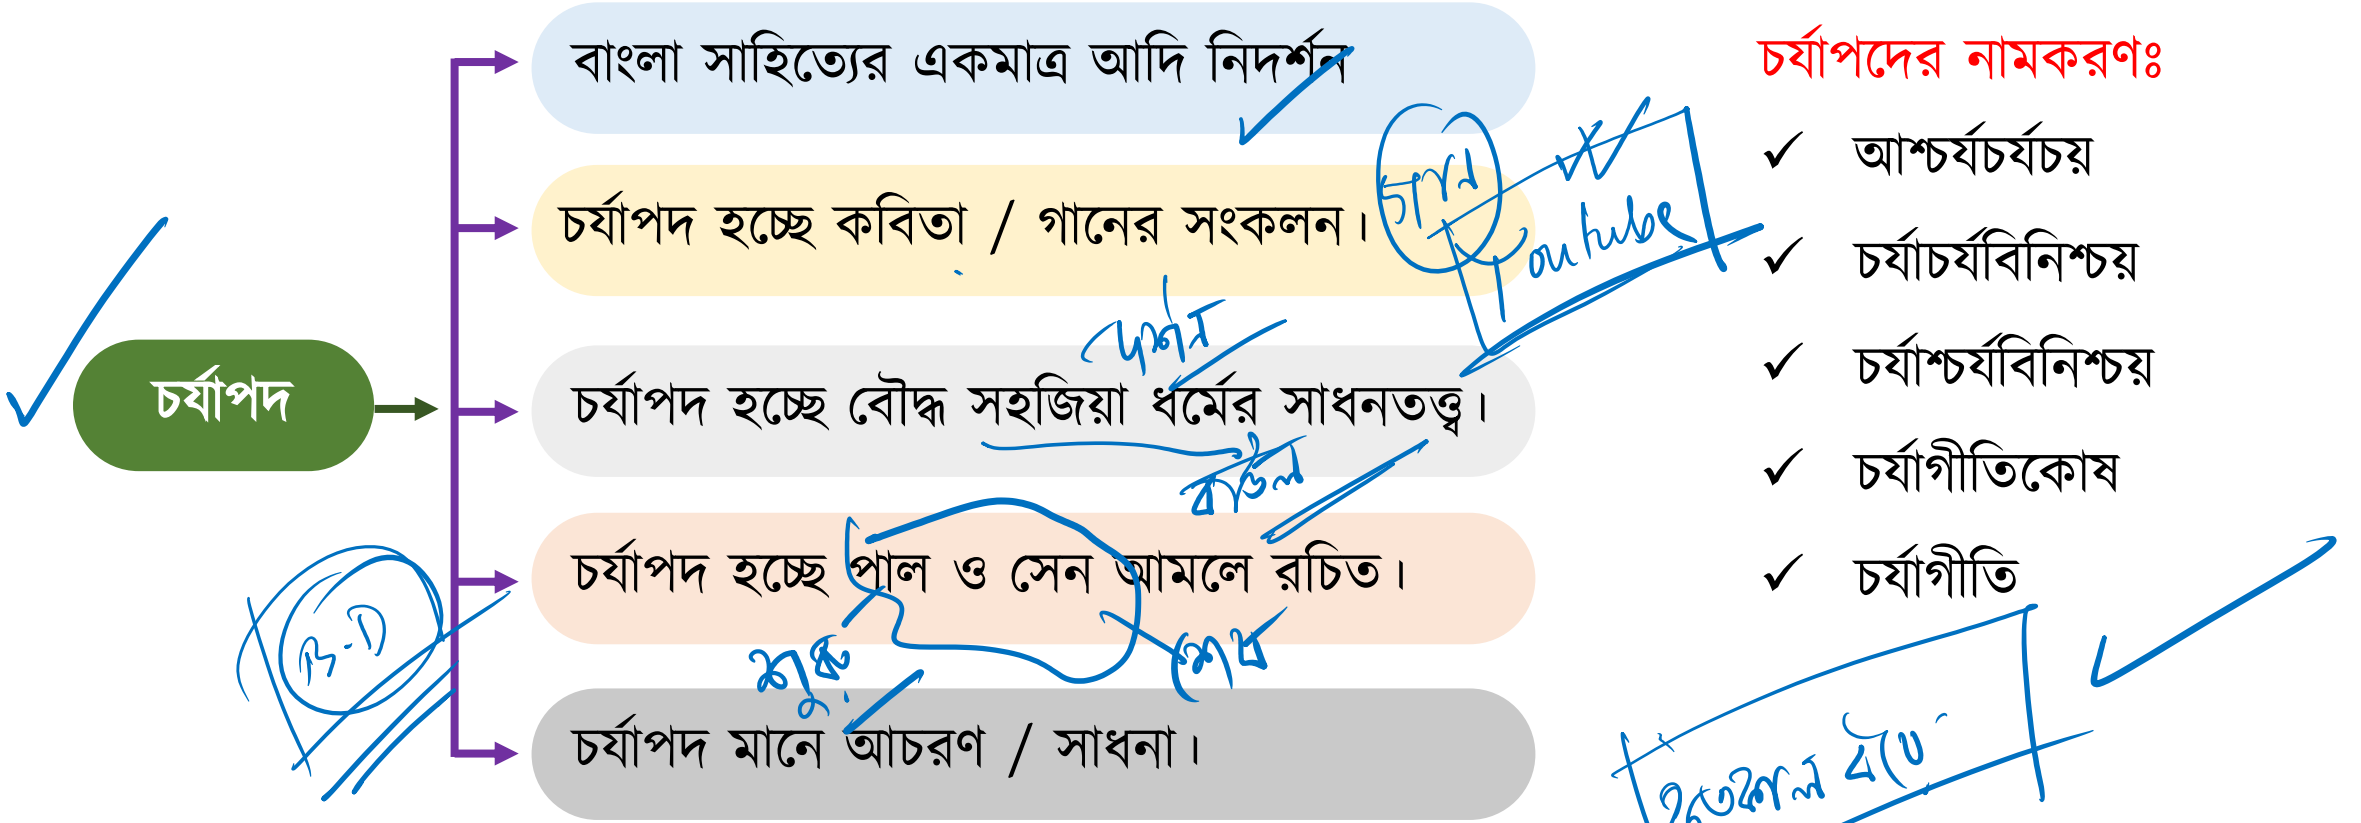 বাংলা সাহিত্যের একমাত্র আদি নিদর্শন
চর্যাপদ হচ্ছে কবিতা / গানের সংকলন।
গান
Youtube
দর্শন
চর্যাপদ
চর্যাপদ হচ্ছে বৌদ্ধ সহজিয়া ধর্মের সাধনতত্ত্ব।
বাউল
চর্যাপদ হচ্ছে পাল ও সেন আমলে রচিত।
B-D
শুরু
শেষ
চর্যাপদ মানে আচরণ / সাধনা।
চর্যাপদের নামকরণঃ
✓ আশ্চর্যচর্যচয়
✓ চর্যাচর্যবিনিশ্চয়
✓ চর্যাশ্চর্যবিনিশ্চয়
✓ চর্যাগীতিকোষ
✓ চর্যাগীতি